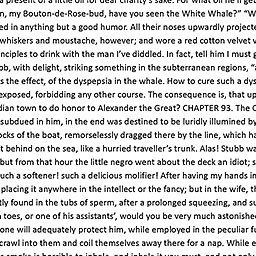 a present of a little oil for dear charity's sake. For what oil he'll ge
n, my Bouton-de-Rose-bud, have you seen the White Whale?" "W
ed in anything but a good humor. All their noses upwardly projecte
whiskers and moustache, however; and wore a red cotton velvet v
nciples to drink with the man I've diddled. In fact, tell him I must g
ob, with delight, striking something in the subterranean regions, "
s the effect, of the dyspepsia in the whale. How to cure such a dys
exposed, forbidding any other course. The consequence is, that up
dian town to do honor to Alexander the Great? CHAPTER 93. The C
subdued in him, in the end was destined to be luridly illumined by
ocks of the boat, remorselessly dragged there by the line, which ha
t behind on the sea, like a hurried traveller's trunk. Alas! Stubb wa
but from that hour the little negro went about the deck an idiot; s
uch a softener! such a delicious molifier! After having my hands in
placing it anywhere in the intellect or the fancy; but in the wife, th
tly found in the tubs of sperm, after a prolonged squeezing, and su
n toes, or one of his assistants', would you be very much astonished
one will adequately protect him, while employed in the peculiar fu
crawl into them and coil themselves away there for a nap. While e